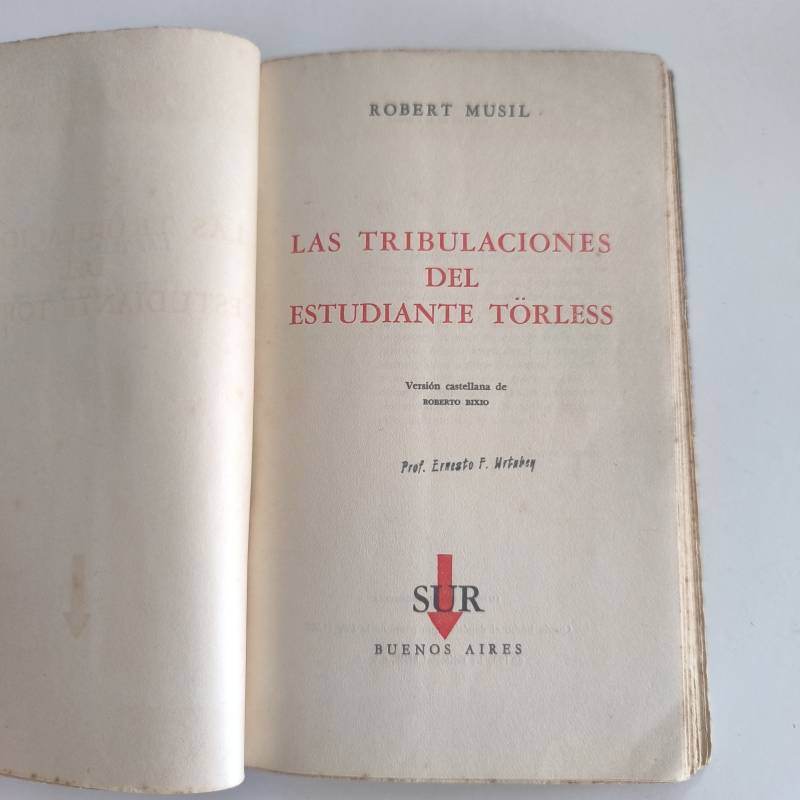 ROBERT MUSIL
LAS TRIBULACIONES
DEL
ESTUDIANTE TÖRLESS
Versión castellana de
ROBERTO BIXIO
Prof. Ernesto F. Urtubey
SUR
BUENOS AIRES